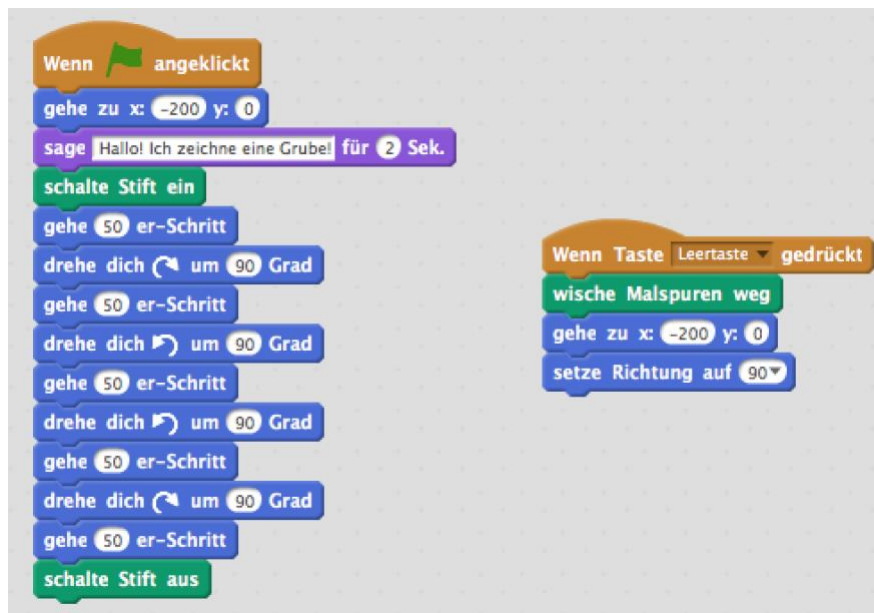 Wenn angeklickt
gehe zu x: -200 y: 0
sage Hallo! Ich zeichne eine Grube! für 2 Sek.
schalte Stift ein
gehe 50 er-Schritt
drehe dich um 90 Grad
gehe 50 er-Schritt
drehe dich um 90 Grad
gehe 50 er-Schritt
drehe dich um 90 Grad
gehe 50 er-Schritt
drehe dich um 90 Grad
gehe 50 er-Schritt
schalte Stift aus
Wenn Taste Leertaste gedrückt
wische Malspuren weg
gehe zu x: -200 y: 0
setze Richtung auf 90